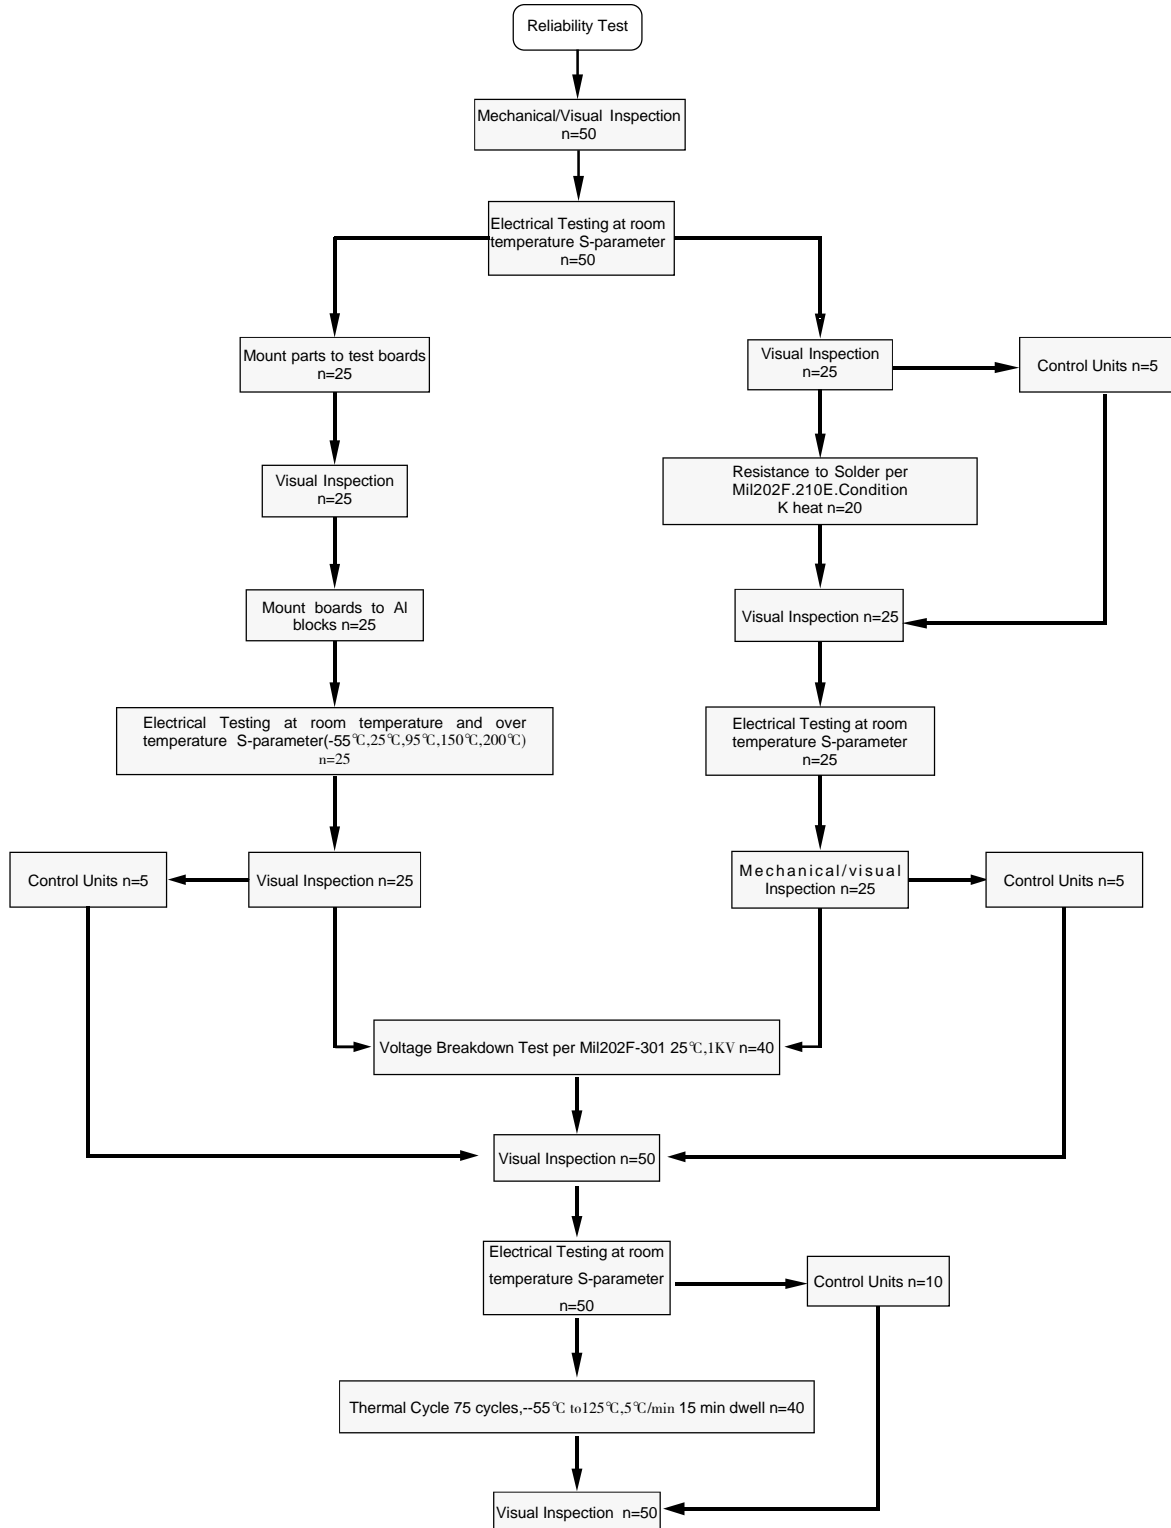 Reliability Test
Mechanical/Visual Inspection
n=50
Electrical Testing at room
temperature S-parameter
n=50
Mount parts to test boards
n=25
Visual Inspection
n=25
Control Units n=5
Visual Inspection
n=25
Resistance to Solder per
Mil202F.210E.Condition
K heat n=20
Mount boards to Al
blocks n=25
Visual Inspection n=25
Electrical Testing at room temperature and over
temperature S-parameter(-55℃,25℃,95℃,150℃,200℃)
n=25
Electrical Testing at room
temperature S-parameter
n=25
Control Units n=5
Visual Inspection n=25
Mechanical/visual
Inspection n=25
Control Units n=5
Voltage Breakdown Test per Mil202F-301 25℃,1KV n=40
Visual Inspection n=50
Electrical Testing at room
temperature S-parameter
n=50
Control Units n=10
Thermal Cycle 75 cycles,--55℃ to125℃,5℃/min 15 min dwell n=40
Visual Inspection n=50